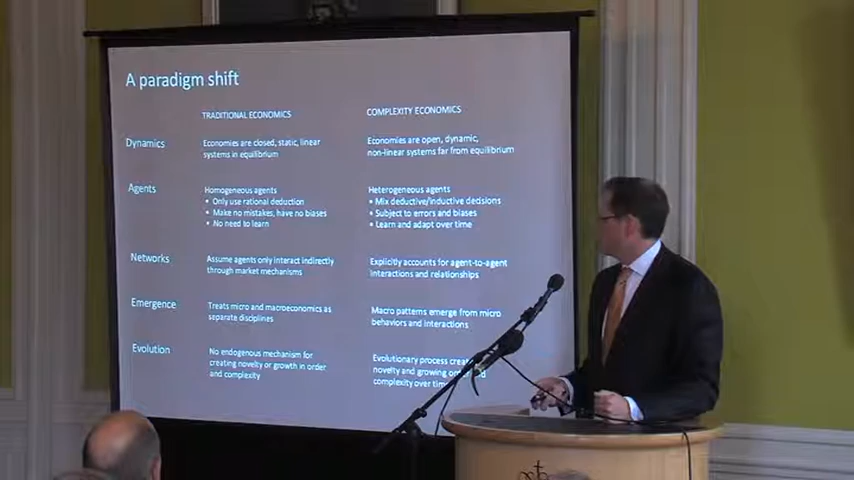 A paradigm shift
TRADITIONAL ECONOMICS
COMPLEXITY ECONOMICS
Dynamics
Economies are closed, static, linear
systems in equilibrium
Economies are open, dynamic,
non-linear systems far from equilibrium
Agents
Homogeneous agents
• Only use rational deduction
• Make no mistakes, have no biases
• No need to learn
Heterogeneous agents
• Mix deductive/inductive decisions
• Subject to errors and biases
• Learn and adapt over time
Networks
Assume agents only interact indirectly
through market mechanisms
Explicitly accounts for agent-to-agent
interactions and relationships
Emergence
Treats micro and macroeconomics as
separate disciplines
Macro patterns emerge from micro
behaviors and interactions
Evolution
No endogenous mechanism for
creating novelty or growth in order
and complexity
Evolutionary process
novelty and growing
complexity over